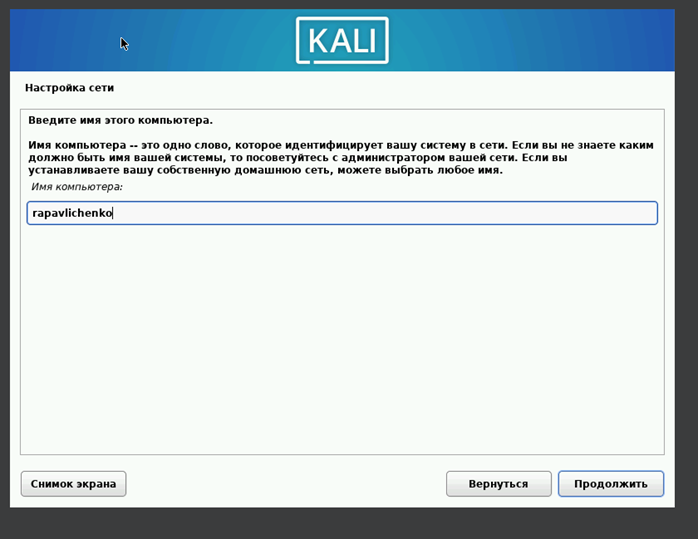 KALI
Настройка сети
Введите имя этого компьютера.
Имя компьютера -- это одно слово, которое идентифицирует вашу систему в сети. Если вы не знаете каким
должно быть имя вашей системы, то посоветуйтесь с администратором вашей сети. Если вы
устанавливаете вашу собственную домашнюю сеть, можете выбрать любое имя.
Имя компьютера:
rapavlichenko
Снимок экрана
Вернуться
Продолжить